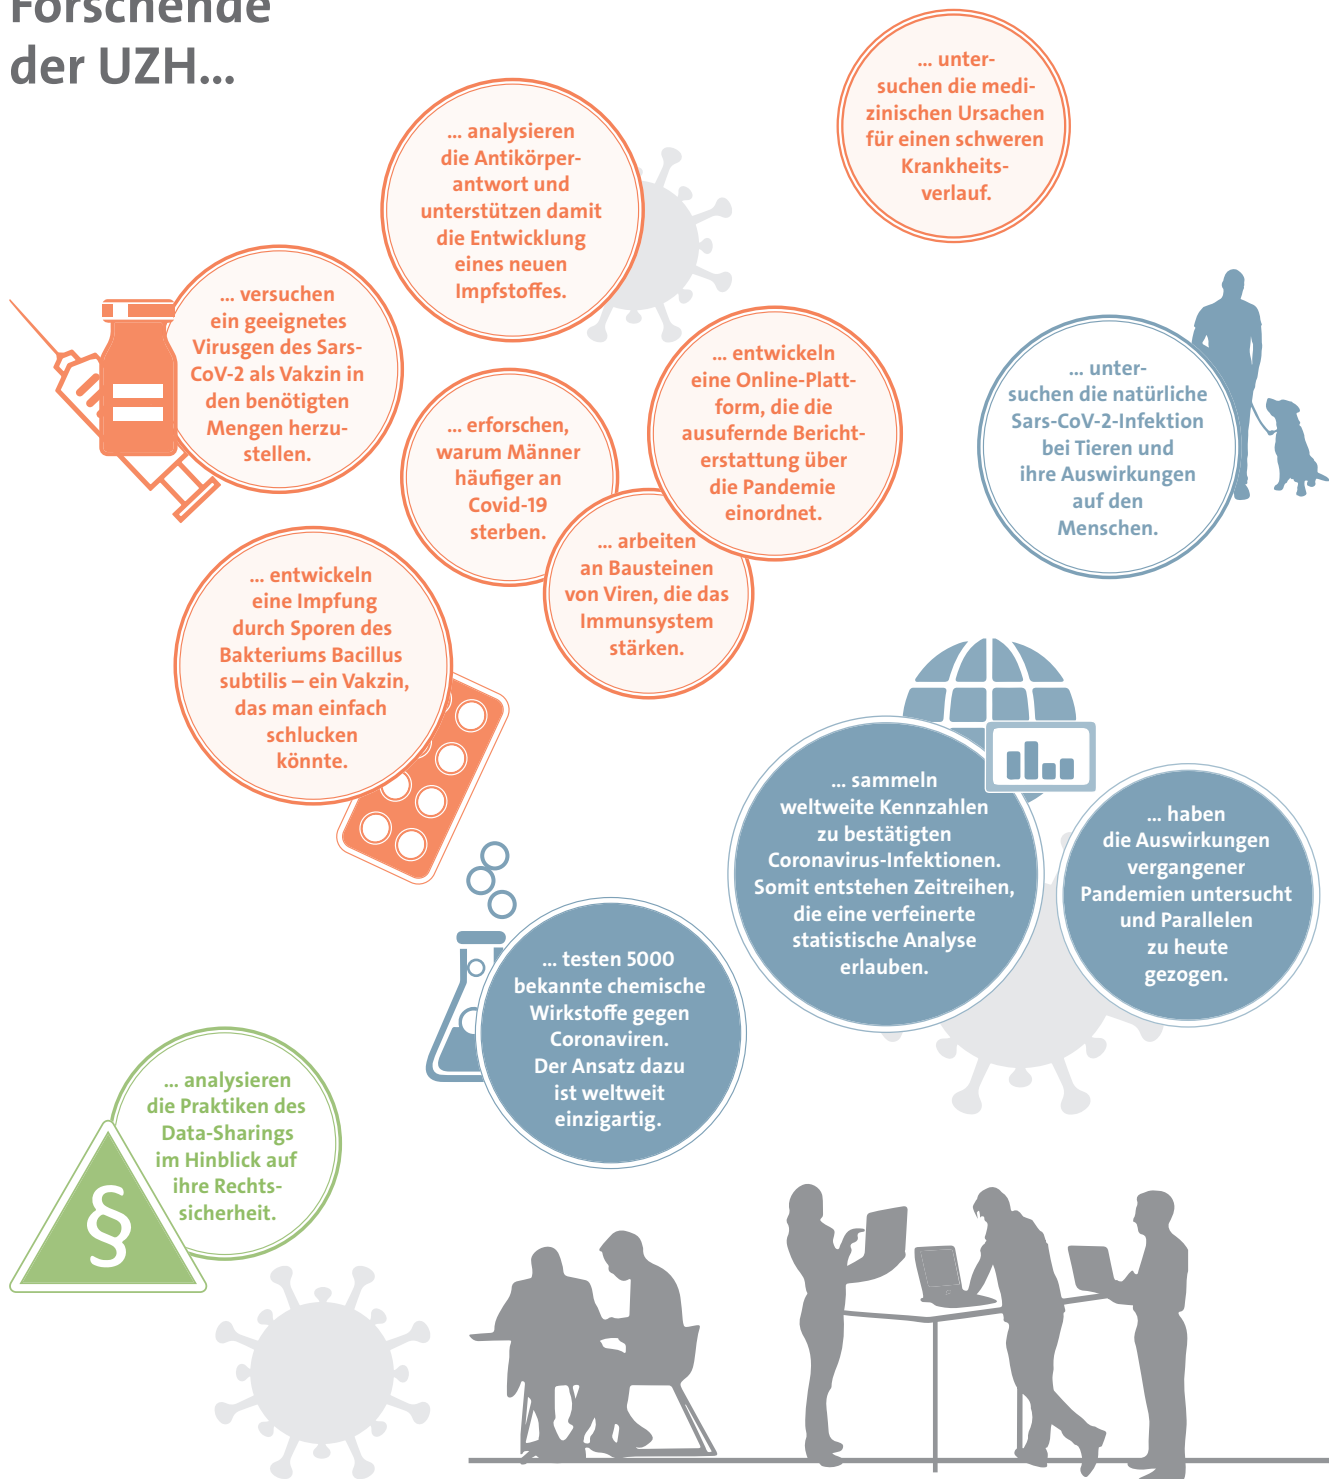 Forschende
der UZH...
... unter-
suchen die medi-
zinischen Ursachen
für einen schweren
Krankheits-
verlauf.
... analysieren
die Antikörper-
antwort und
unterstützen damit
die Entwicklung
eines neuen
Impfstoffes.
... versuchen
ein geeignetes
Virusgen des Sars-
CoV-2 als Vakzin in
den benötigten
Mengen herzu-
stellen.
... entwickeln
eine Online-Platt-
form, die die
ausufernde Bericht-
erstattung über
die Pandemie
einordnet.
... unter-
suchen die natürliche
Sars-CoV-2-Infektion
bei Tieren und
ihre Auswirkungen
auf den
Menschen.
... erforschen,
warum Männer
häufiger an
Covid-19
sterben.
... arbeiten
an Bausteinen
von Viren, die das
Immunsystem
stärken.
... entwickeln
eine Impfung
durch Sporen des
Bakteriums Bacillus
subtilis – ein Vakzin,
das man einfach
schlucken
könnte.
... sammeln
weltweite Kennzahlen
zu bestätigten
Coronavirus-Infektionen.
Somit entstehen Zeitreihen,
die eine verfeinerte
statistische Analyse
erlauben.
... haben
die Auswirkungen
vergangener
Pandemien untersucht
und Parallelen
zu heute
gezogen.
... testen 5000
bekannte chemische
Wirkstoffe gegen
Coronaviren.
Der Ansatz dazu
ist weltweit
einzigartig.
... analysieren
die Praktiken des
Data-Sharings
im Hinblick auf
ihre Rechts-
sicherheit.
§